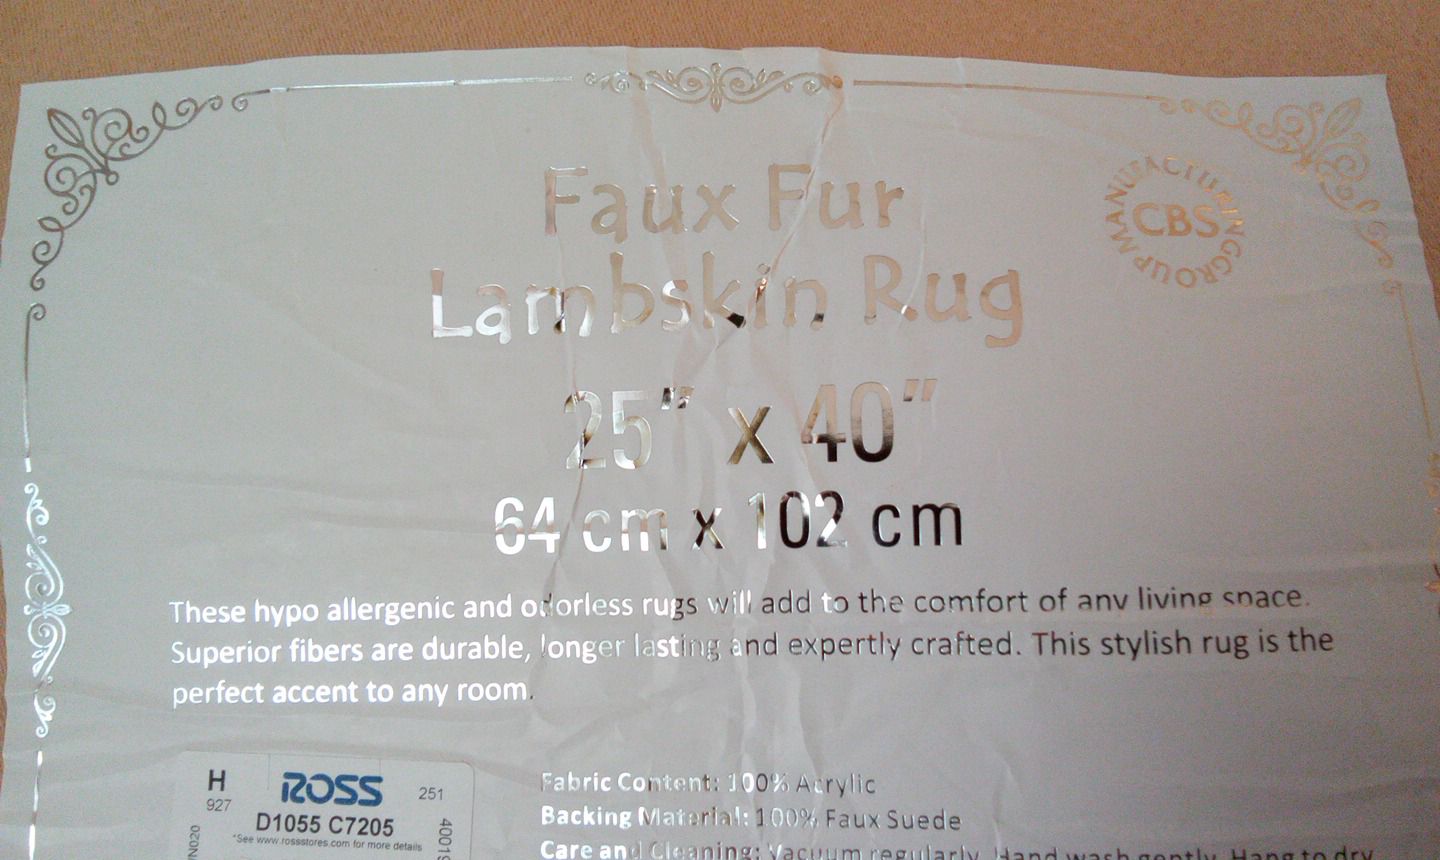 Faux Fur
Lambskin Rug
MANUFACTURING GROUP
CBS
25" x 40"
64 cm x 102 cm
These hypo allergenic and odorless rugs will add to the comfort of any living space.
Superior fibers are durable, longer lasting and expertly crafted. This stylish rug is the
perfect accent to any room.
H
927
ROSS
251
D1055 C7205
*See www.rossstores.com for more details
Fabric Content: 100% Acrylic
Backing Material: 100% Faux Suede
Care and Cleaning: Vacuum regularly. Hand wash gently. Hang to dry.